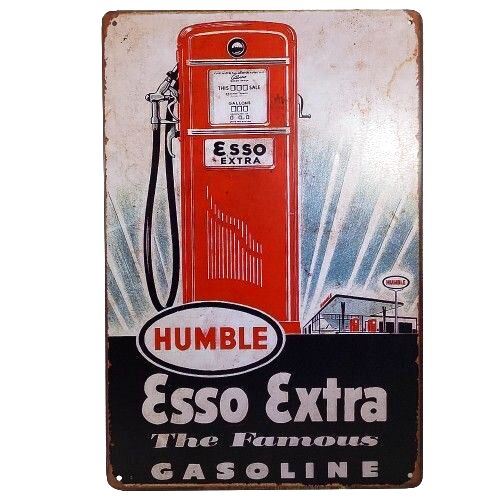 THIS SALE
GALLONS
Esso
EXTRA
HUMBLE
HUMBLE
Esso Extra
The Famous
GASOLINE